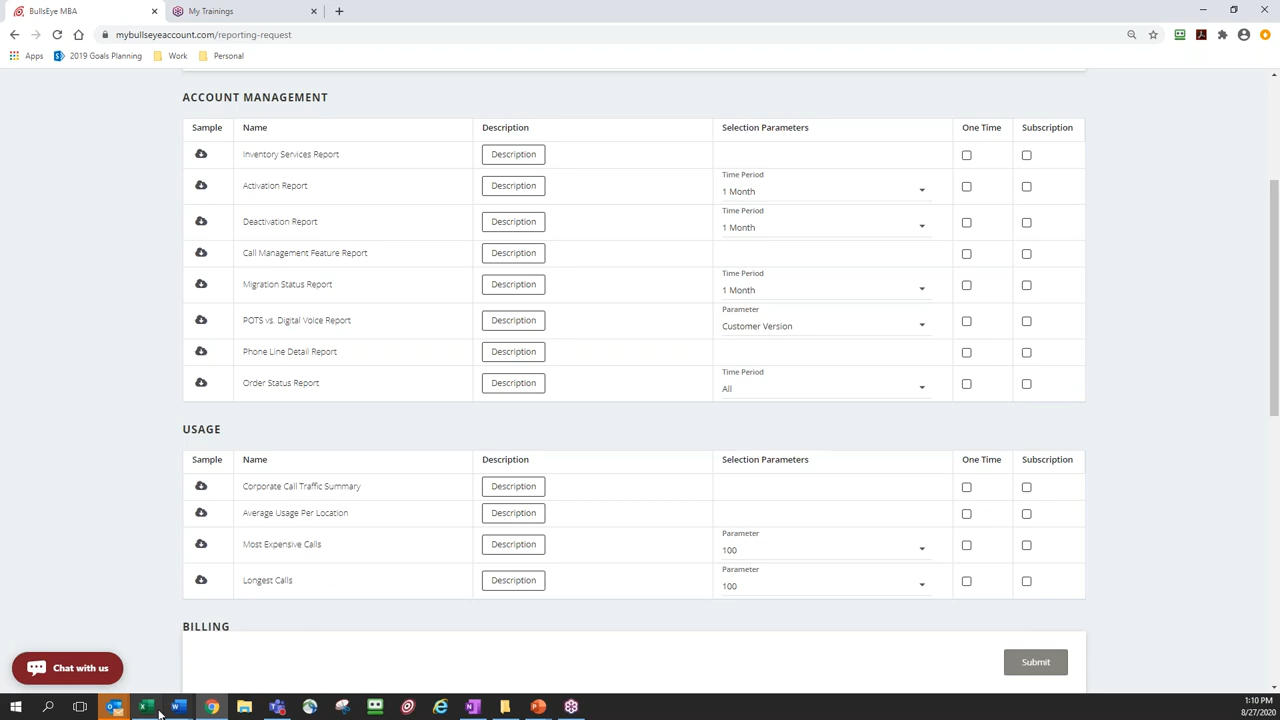 BullsEye MBA
My Trainings
mybullseyeaccount.com/reporting-request
Apps 2019 Goals Planning Work Personal
ACCOUNT MANAGEMENT
Sample Name Description Selection Parameters One Time Subscription
Inventory Services Report Description
Time Period
Activation Report Description 1 Month
Time Period
Deactivation Report Description 1 Month
Call Management Feature Report Description
Time Period
Migration Status Report Description 1 Month
Parameter
POTS vs. Digital Voice Report Description Customer Version
Phone Line Detail Report Description
Time Period
Order Status Report Description All
USAGE
Sample Name Description Selection Parameters One Time Subscription
Corporate Call Traffic Summary Description
Average Usage Per Location Description
Parameter
Most Expensive Calls Description 100
Parameter
Longest Calls Description 100
BILLING
Submit
Chat with us
1:10 PM
8/27/2020